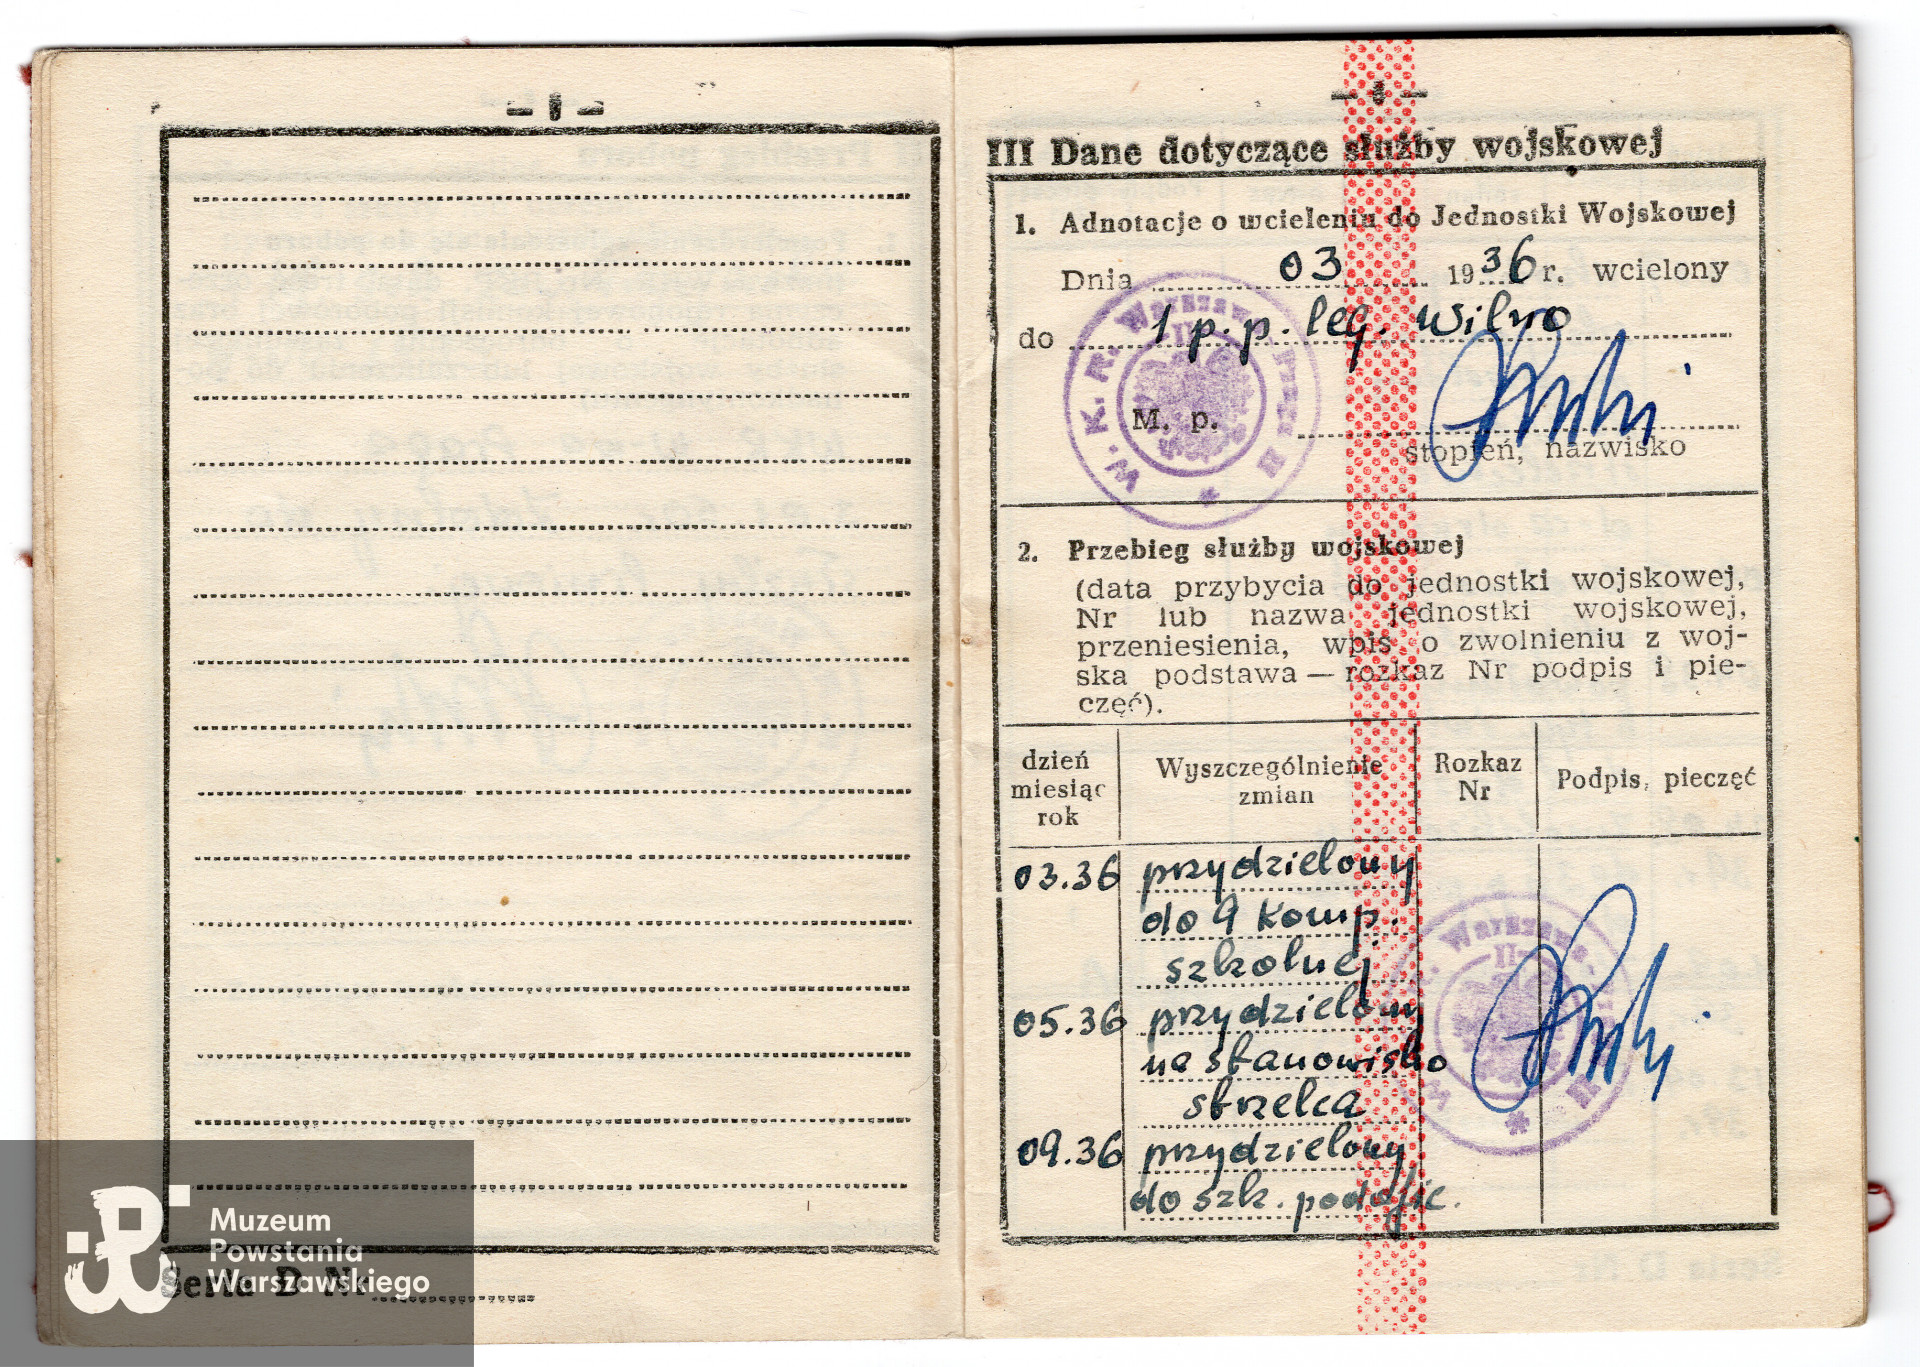 Seria D Nr
Muzeum
Powstania
Warszawskiego
III Dane dotyczące służby wojskowej
1. Adnotacje o wcieleniu do Jednostki Wojskowej
Dnia 03 1936 r. wcielony
do 1 p.p. leg. Wilno
M. p.
stopień, nazwisko
W. K. R. Warszawa - Praga II
2. Przebieg służby wojskowej
(data przybycia do jednostki wojskowej,
Nr lub nazwa jednostki wojskowej,
przeniesienia, wpis o zwolnieniu z woj-
ska podstawa — rozkaz Nr podpis i pie-
częć).
dzień miesiąc rok
Wyszczególnienie zmian
Rozkaz Nr
Podpis, pieczęć
03.36 przydzielony
do 9 komp.
szkolnej
05.36 przydzielony
na stanowisko
strzelca
09.36 przydzielony
do szk. podofic.